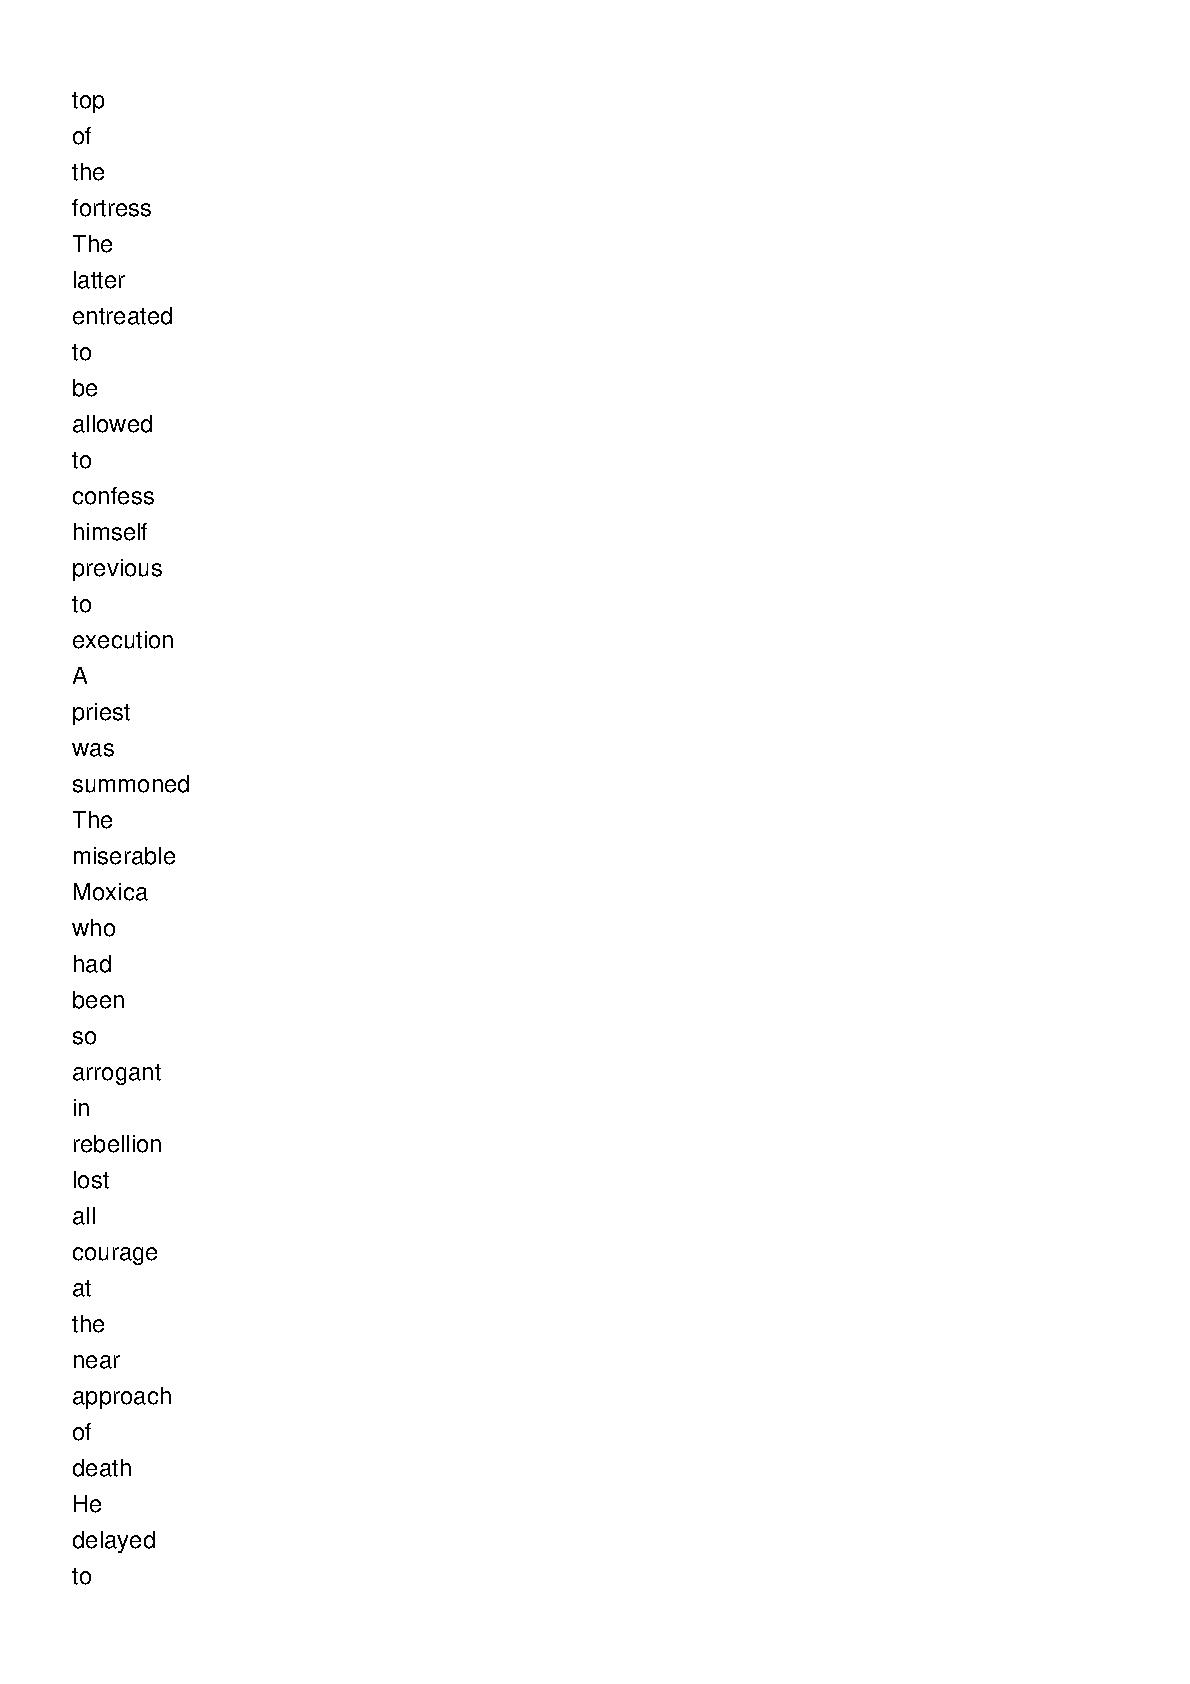 top
of
the
fortress
The
latter
entreated
to
be
allowed
to
confess
himself
previous
to
execution
A
priest
was
summoned
The
miserable
Moxica
who
had
been
so
arrogant
in
rebellion
lost
all
courage
at
the
near
approach
of
death
He
delayed
to